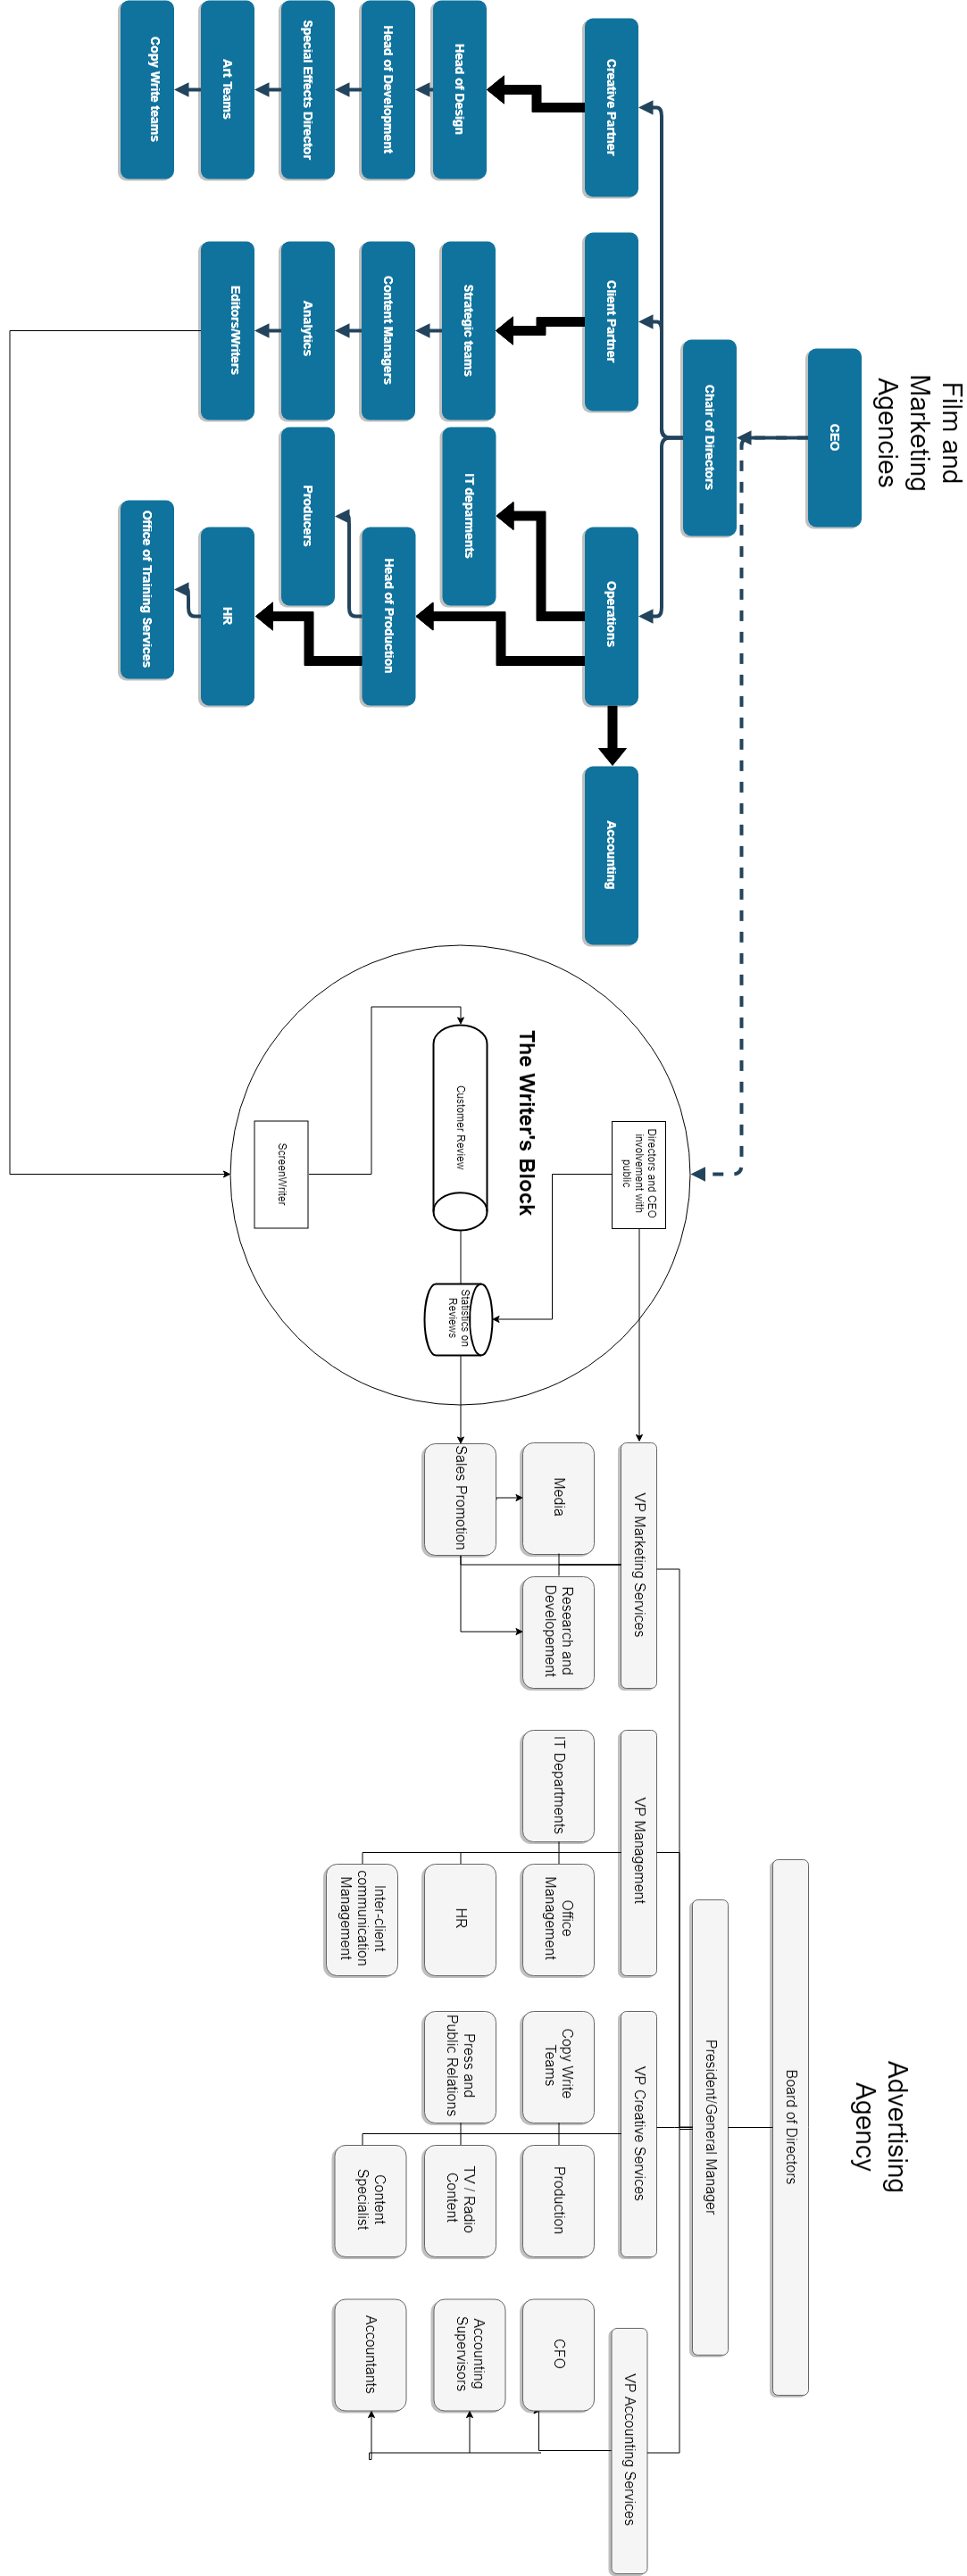 Film and
Marketing
Agencies
CEO
Chair of Directors
Creative Partner
Client Partner
Operations
Accounting
Head of Design
Strategic teams
IT deparments
Head of Development
Content Managers
Head of Production
Special Effects Director
Analytics
Producers
Art Teams
Editors/Writers
HR
Copy Write teams
Office of Training Services
The Writer's Block
Directors and CEO
involvement with
public
Customer Review
Statistics on
Reviews
ScreenWriter
Advertising
Agency
Board of Directors
President/General Manager
VP Marketing Services
VP Management
VP Creative Services
VP Accounting Services
Media
Research and
Developement
Sales Promotion
IT Departments
Office
Management
HR
Inter-client
communication
Management
Copy Write
Teams
Production
Press and
Public Relations
TV / Radio
Content
Content
Specialist
CFO
Accounting
Supervisors
Accountants